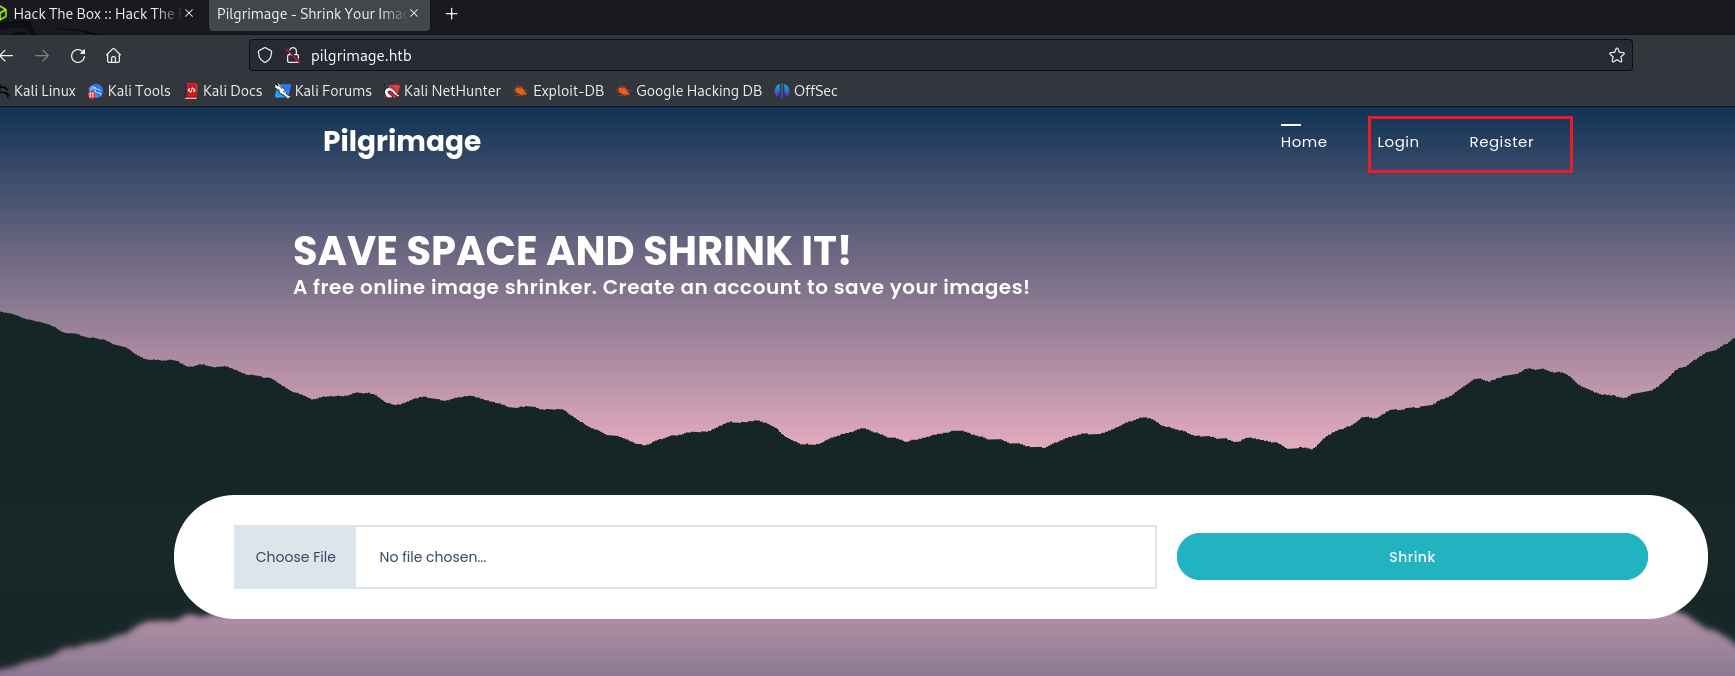 Hack The Box :: Hack The
Pilgrimage - Shrink Your Ima
pilgrimage.htb
Kali Linux Kali Tools Kali Docs Kali Forums Kali NetHunter Exploit-DB Google Hacking DB OffSec
Pilgrimage Home Login Register
SAVE SPACE AND SHRINK IT!
A free online image shrinker. Create an account to save your images!
Choose File No file chosen... Shrink